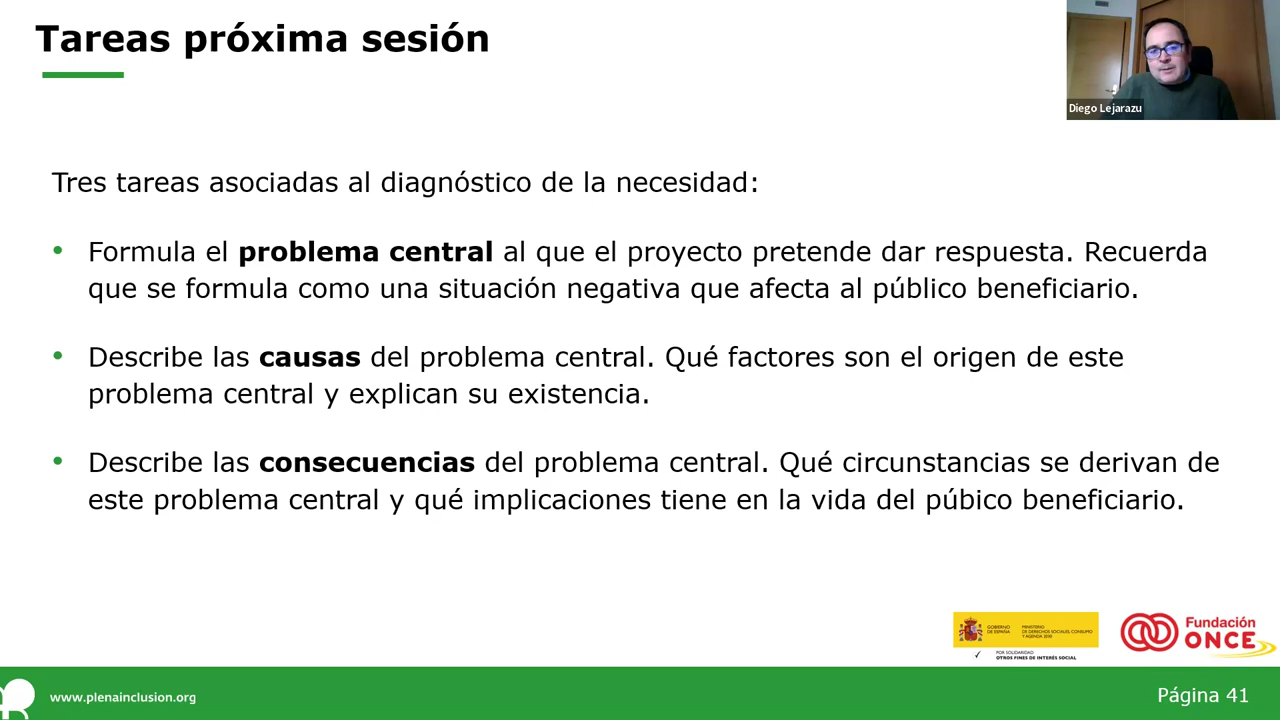 Tareas próxima sesión
Diego Lejarazu
Tres tareas asociadas al diagnóstico de la necesidad:
• Formula el problema central al que el proyecto pretende dar respuesta. Recuerda
que se formula como una situación negativa que afecta al público beneficiario.
• Describe las causas del problema central. Qué factores son el origen de este
problema central y explican su existencia.
• Describe las consecuencias del problema central. Qué circunstancias se derivan de
este problema central y qué implicaciones tiene en la vida del púbico beneficiario.
GOBIERNO
DE ESPAÑA
MINISTERIO
DE DERECHOS SOCIALES, CONSUMO
Y AGENDA 2030
POR SOLIDARIDAD
OTROS FINES DE INTERÉS SOCIAL
Fundación
ONCE
www.plenainclusion.org
Página 41